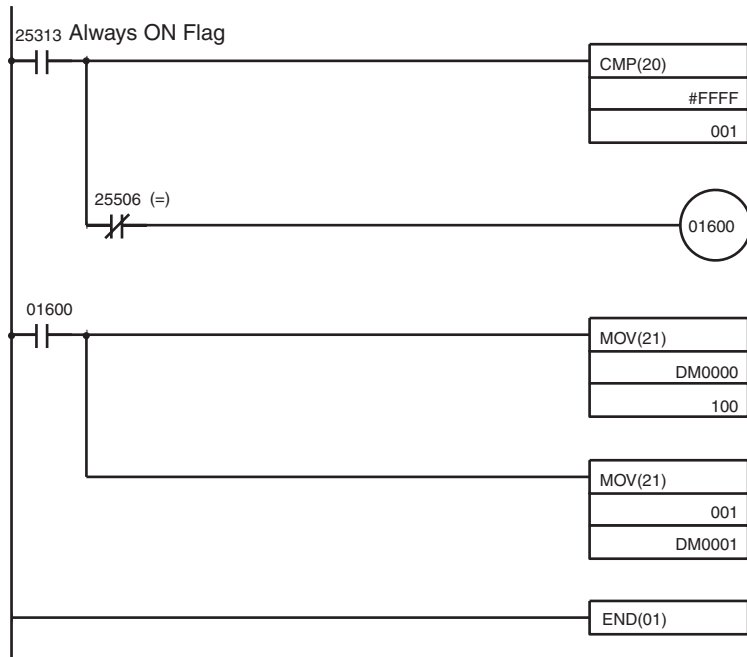 25313 Always ON Flag
CMP(20)
#FFFF
001
25506 (=)
01600
01600
MOV(21)
DM0000
100
MOV(21)
001
DM0001
END(01)